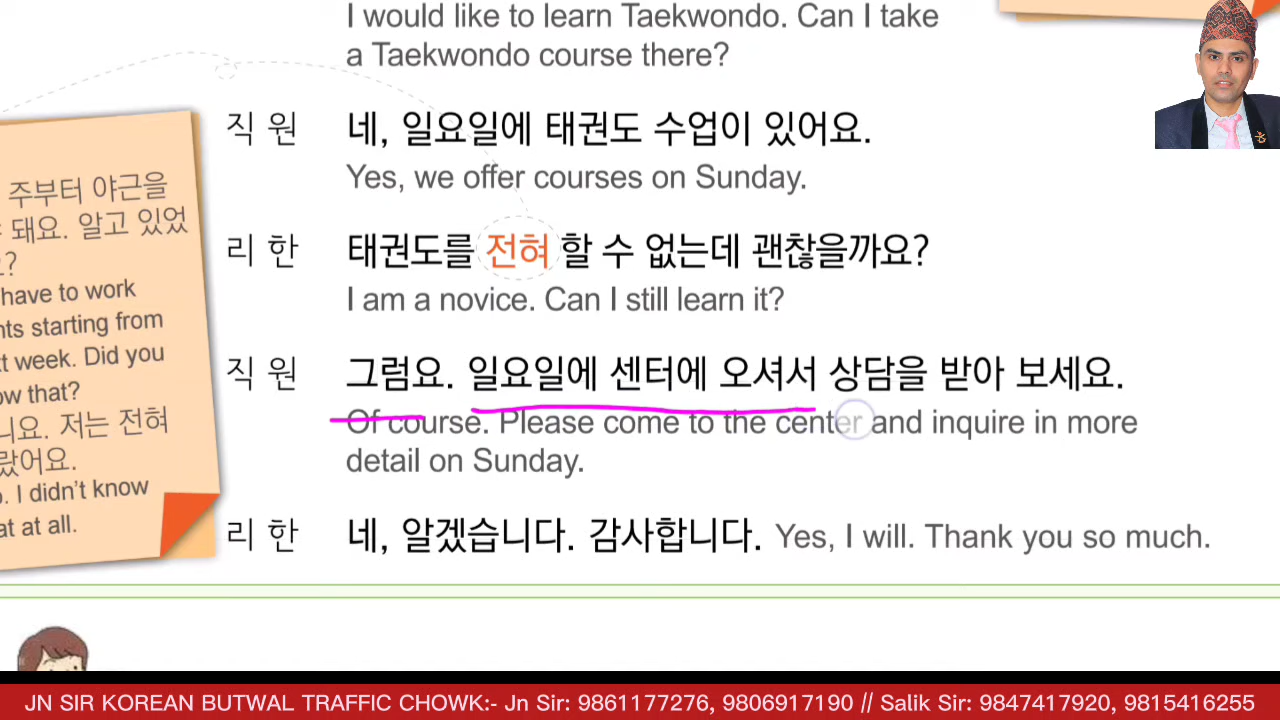 I would like to learn Taekwondo. Can I take
a Taekwondo course there?
직 원 네, 일요일에 태권도 수업이 있어요.
Yes, we offer courses on Sunday.
리 한 태권도를 전혀 할 수 없는데 괜찮을까요?
I am a novice. Can I still learn it?
직 원 그럼요. 일요일에 센터에 오셔서 상담을 받아 보세요.
Of course. Please come to the center and inquire in more
detail on Sunday.
리 한 네, 알겠습니다. 감사합니다. Yes, I will. Thank you so much.
주부터 야근을
돼요. 알고 있었
have to work
starting from
week. Did you
that?
저는 전혀
I didn't know
at all.
JN SIR KOREAN BUTWAL TRAFFIC CHOWK:- Jn Sir: 9861177276, 9806917190 // Salik Sir: 9847417920, 9815416255